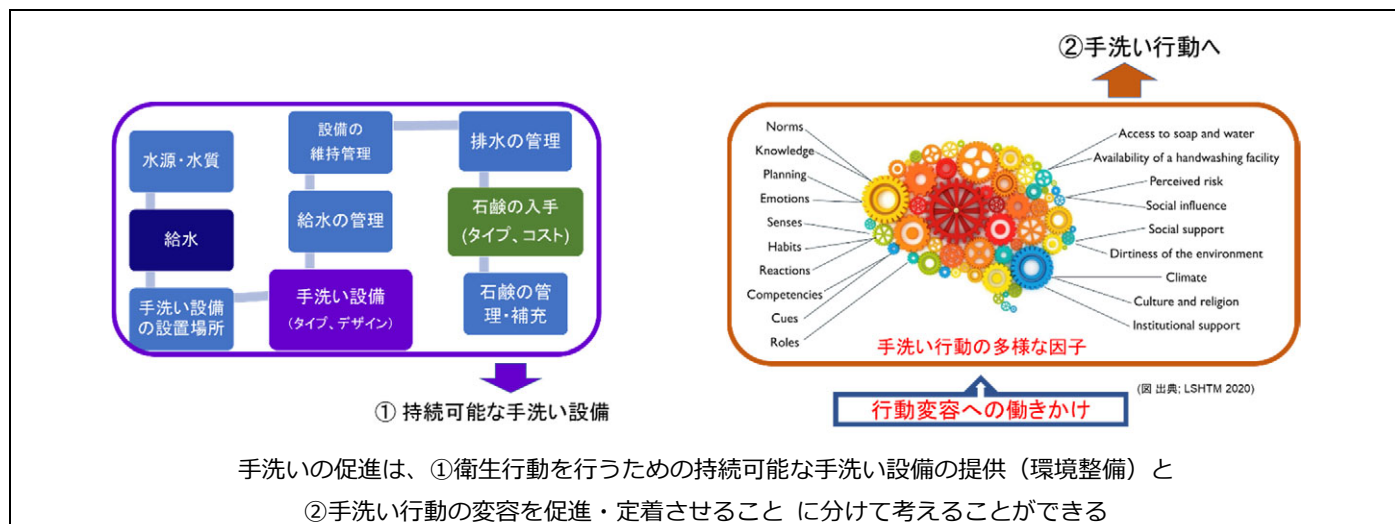 水源・水質
給水
手洗い設備
の設置場所
設備の
維持管理
給水の管理
手洗い設備
(タイプ、デザイン)
排水の管理
石鹸の入手
(タイプ、コスト)
石鹸の管
理・補充
① 持続可能な手洗い設備
②手洗い行動へ
Norms
Knowledge
Planning
Emotions
Senses
Habits
Reactions
Competencies
Cues
Roles
Access to soap and water
Availability of a handwashing facility
Perceived risk
Social influence
Social support
Dirtiness of the environment
Climate
Culture and religion
Institutional support
手洗い行動の多様な因子
(図 出典; LSHTM 2020)
行動変容への働きかけ
手洗いの促進は、①衛生行動を行うための持続可能な手洗い設備の提供（環境整備）と
②手洗い行動の変容を促進・定着させること に分けて考えることができる